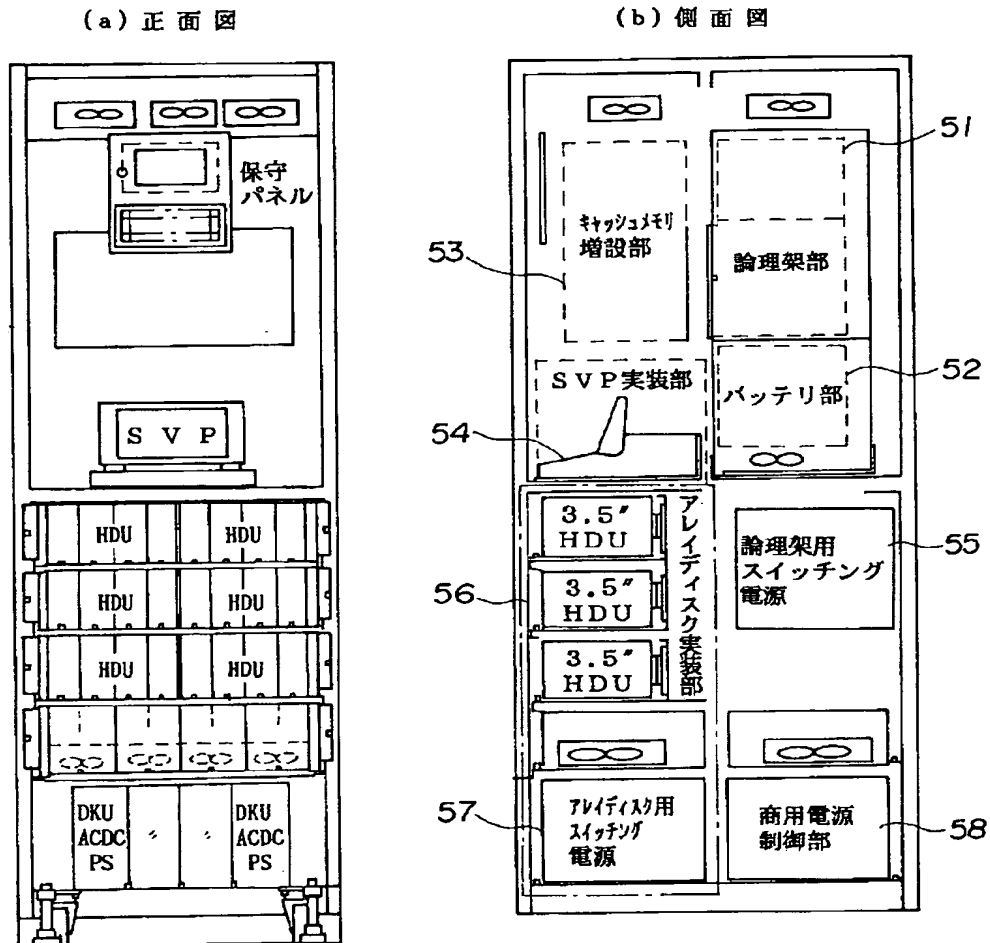 (a) 正面図
(b) 側面図
保守
パネル
SVP
HDU HDU
HDU HDU
HDU HDU
DKU
ACDC
PS
〃
〃
DKU
ACDC
PS
51
キャッシュメモリ
増設部
53
論理架部
52
SVP実装部
バッテリ部
54
3.5″
HDU
3.5″
HDU
3.5″
HDU
アレイディスク実装部
論理架用
スイッチング
電源
55
56
57
アレイディスク用
スイッチング
電源
商用電源
制御部
58